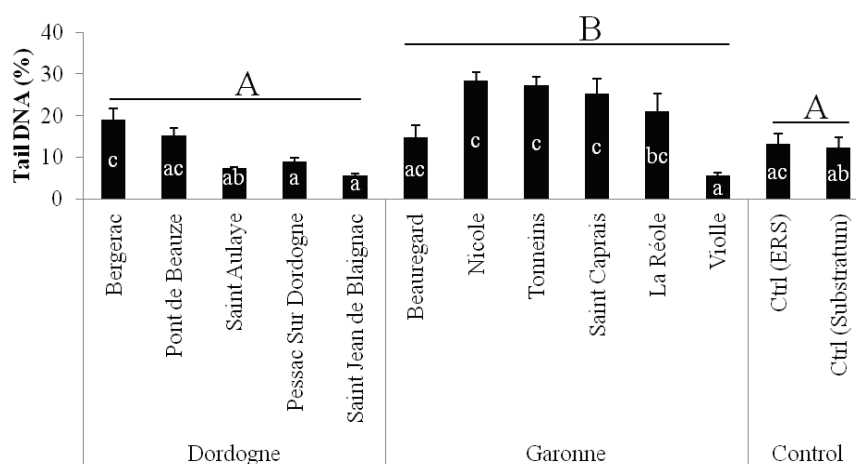 Tail DNA (%)
40
30
20
10
0
A
B
A
c
ac
ab
a
a
ac
c
c
c
bc
a
ac
ab
Bergerac
Pont de Beauze
Saint Aulaye
Pessac Sur Dordogne
Saint Jean de Blaignac
Beauregard
Nicole
Tonneins
Saint Caprais
La Réole
Violle
Ctrl (ERS)
Ctrl (Substratum)
Dordogne
Garonne
Control